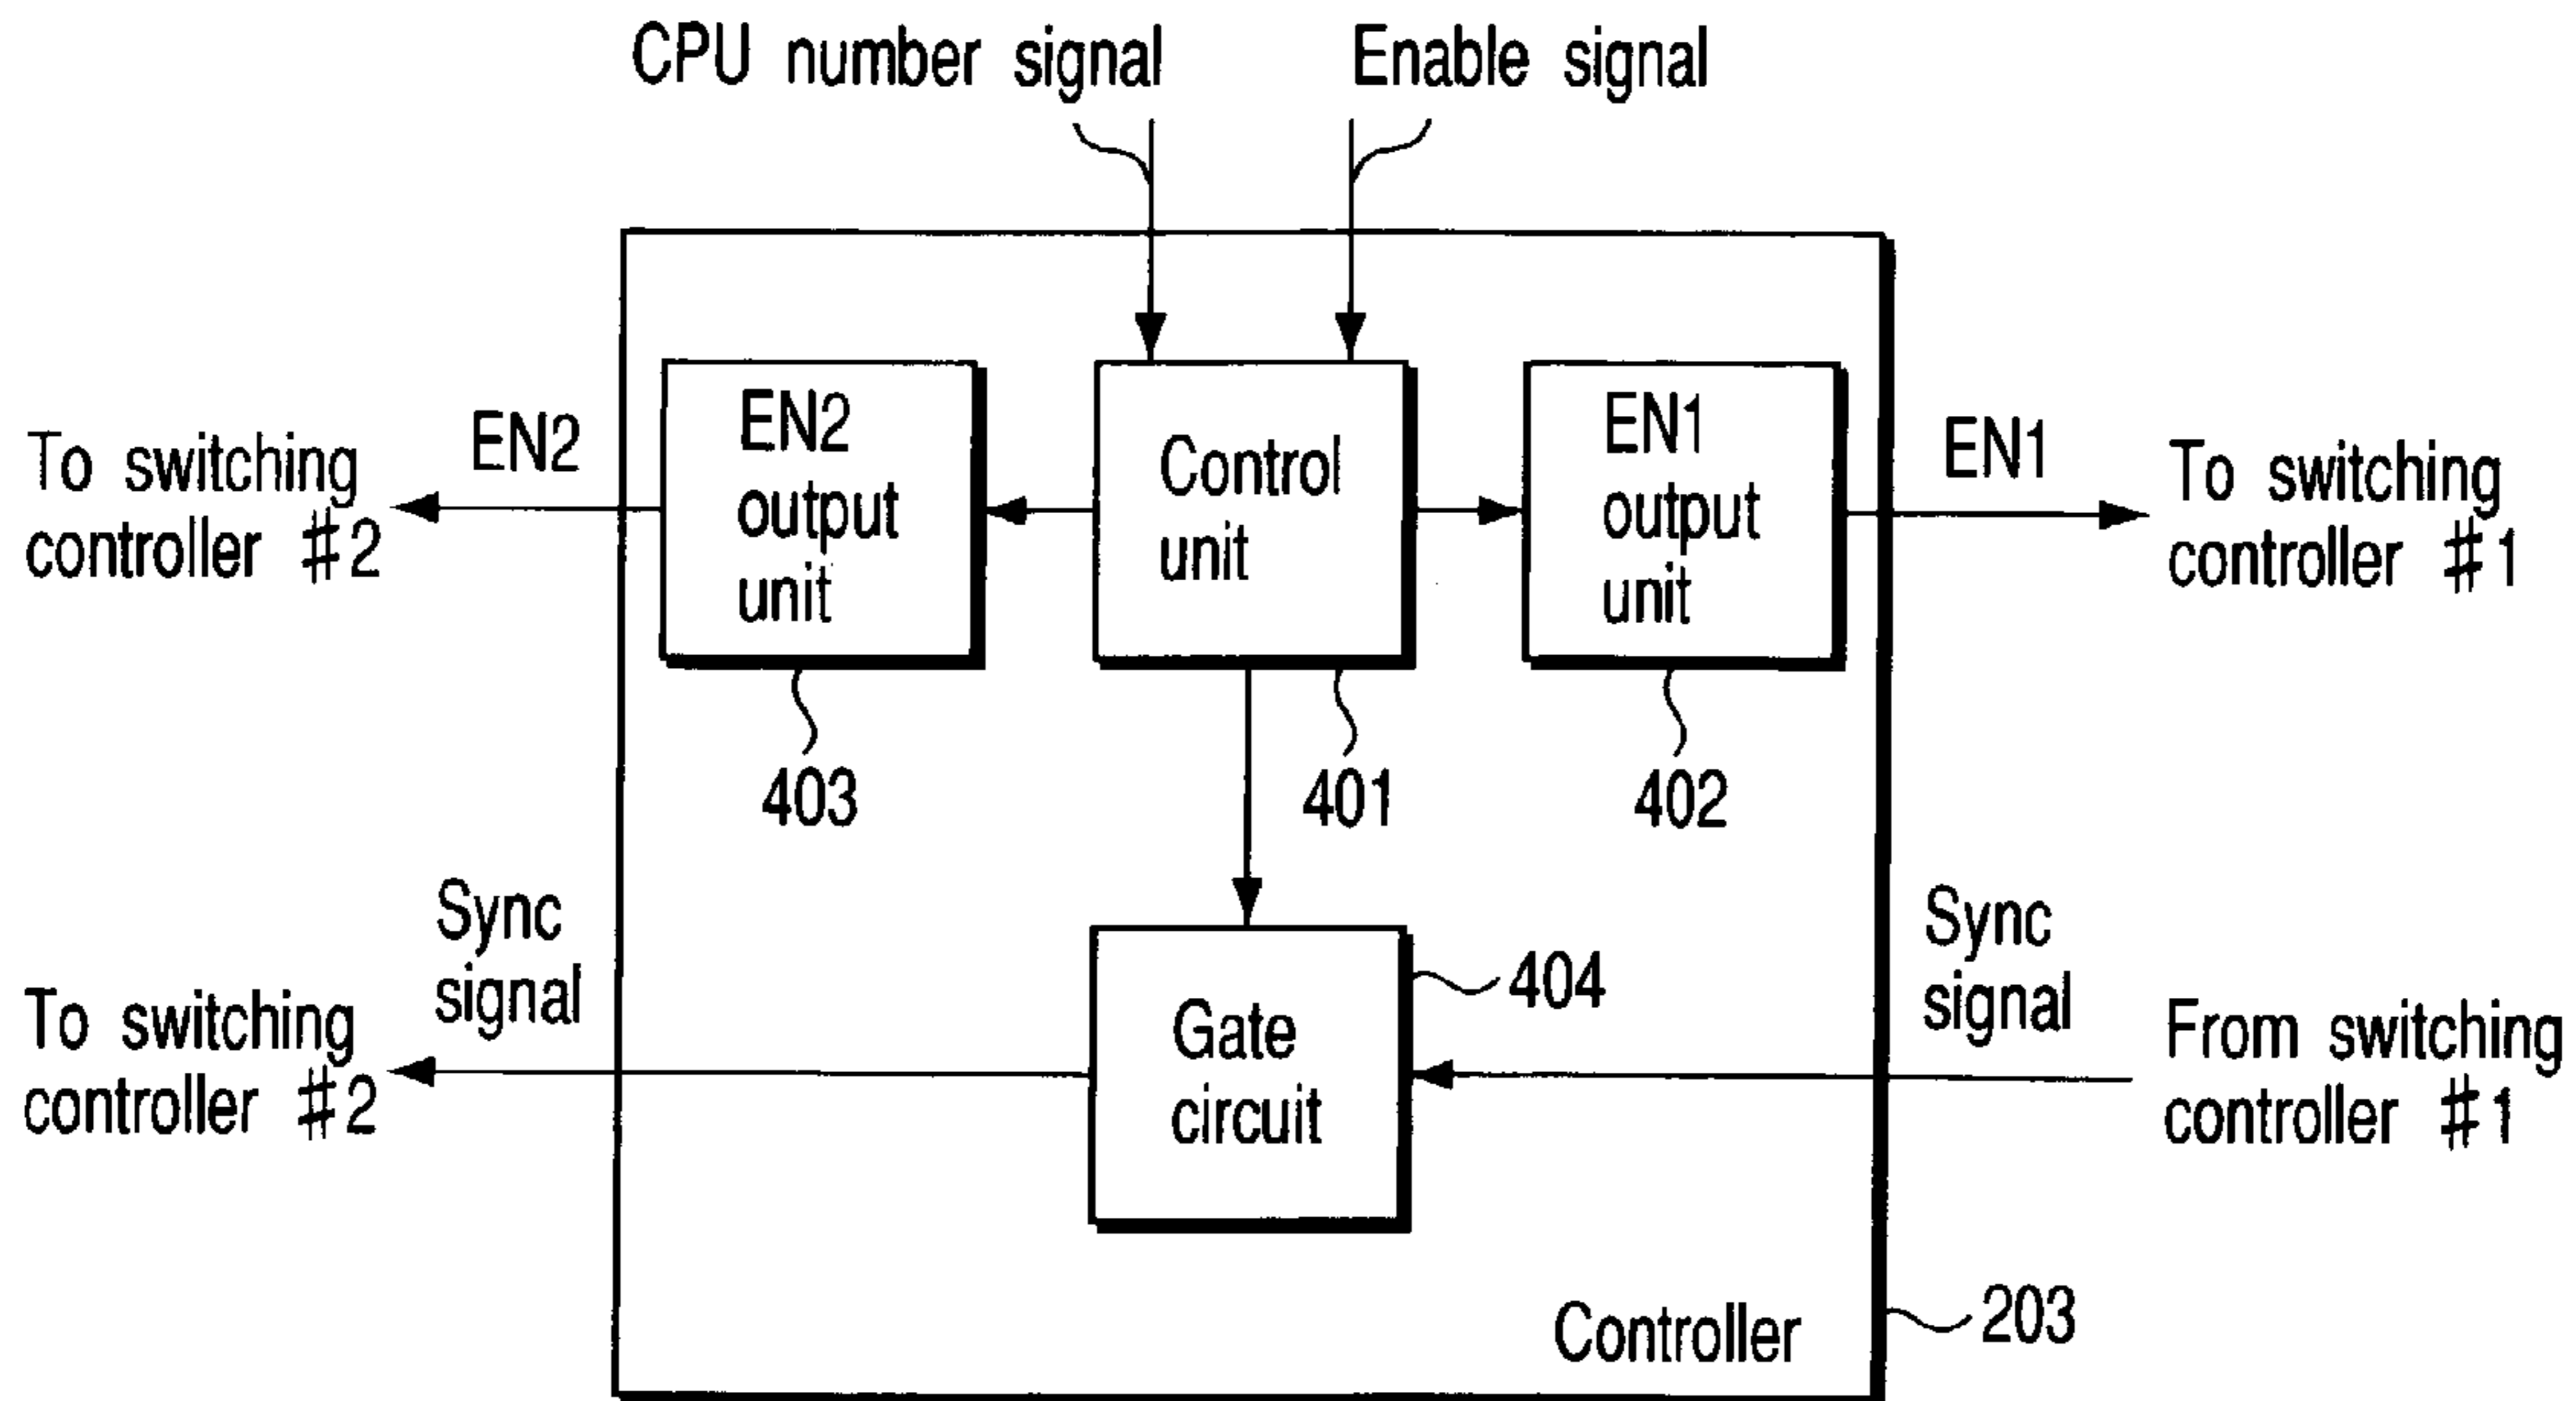 CPU number signal
Enable signal
To switching
controller #2
EN2
EN2
output
unit
Control
unit
EN1
output
unit
EN1
To switching
controller #1
403
401
402
Sync
signal
To switching
controller #2
Gate
circuit
404
Sync
signal
From switching
controller #1
Controller
203